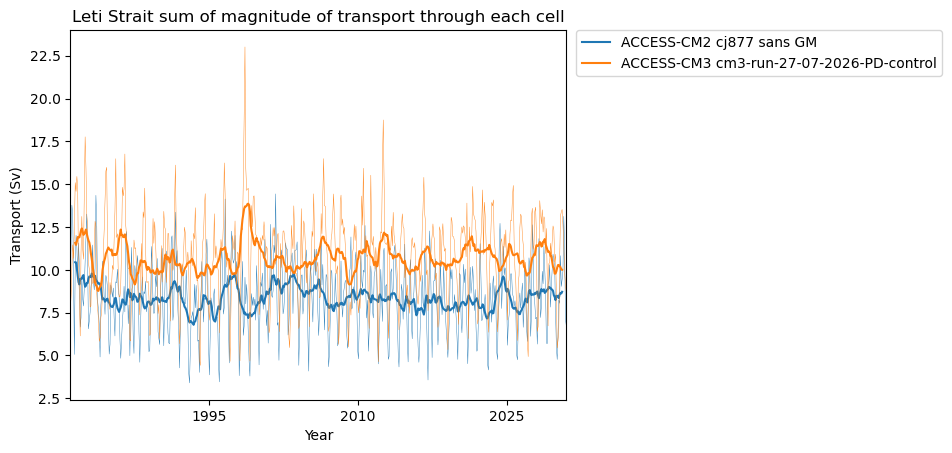 Leti Strait sum of magnitude of transport through each cell
ACCESS-CM2 cj877 sans GM
ACCESS-CM3 cm3-run-27-07-2026-PD-control
Transport (Sv)
22.5
20.0
17.5
15.0
12.5
10.0
7.5
5.0
2.5
1995
2010
2025
Year